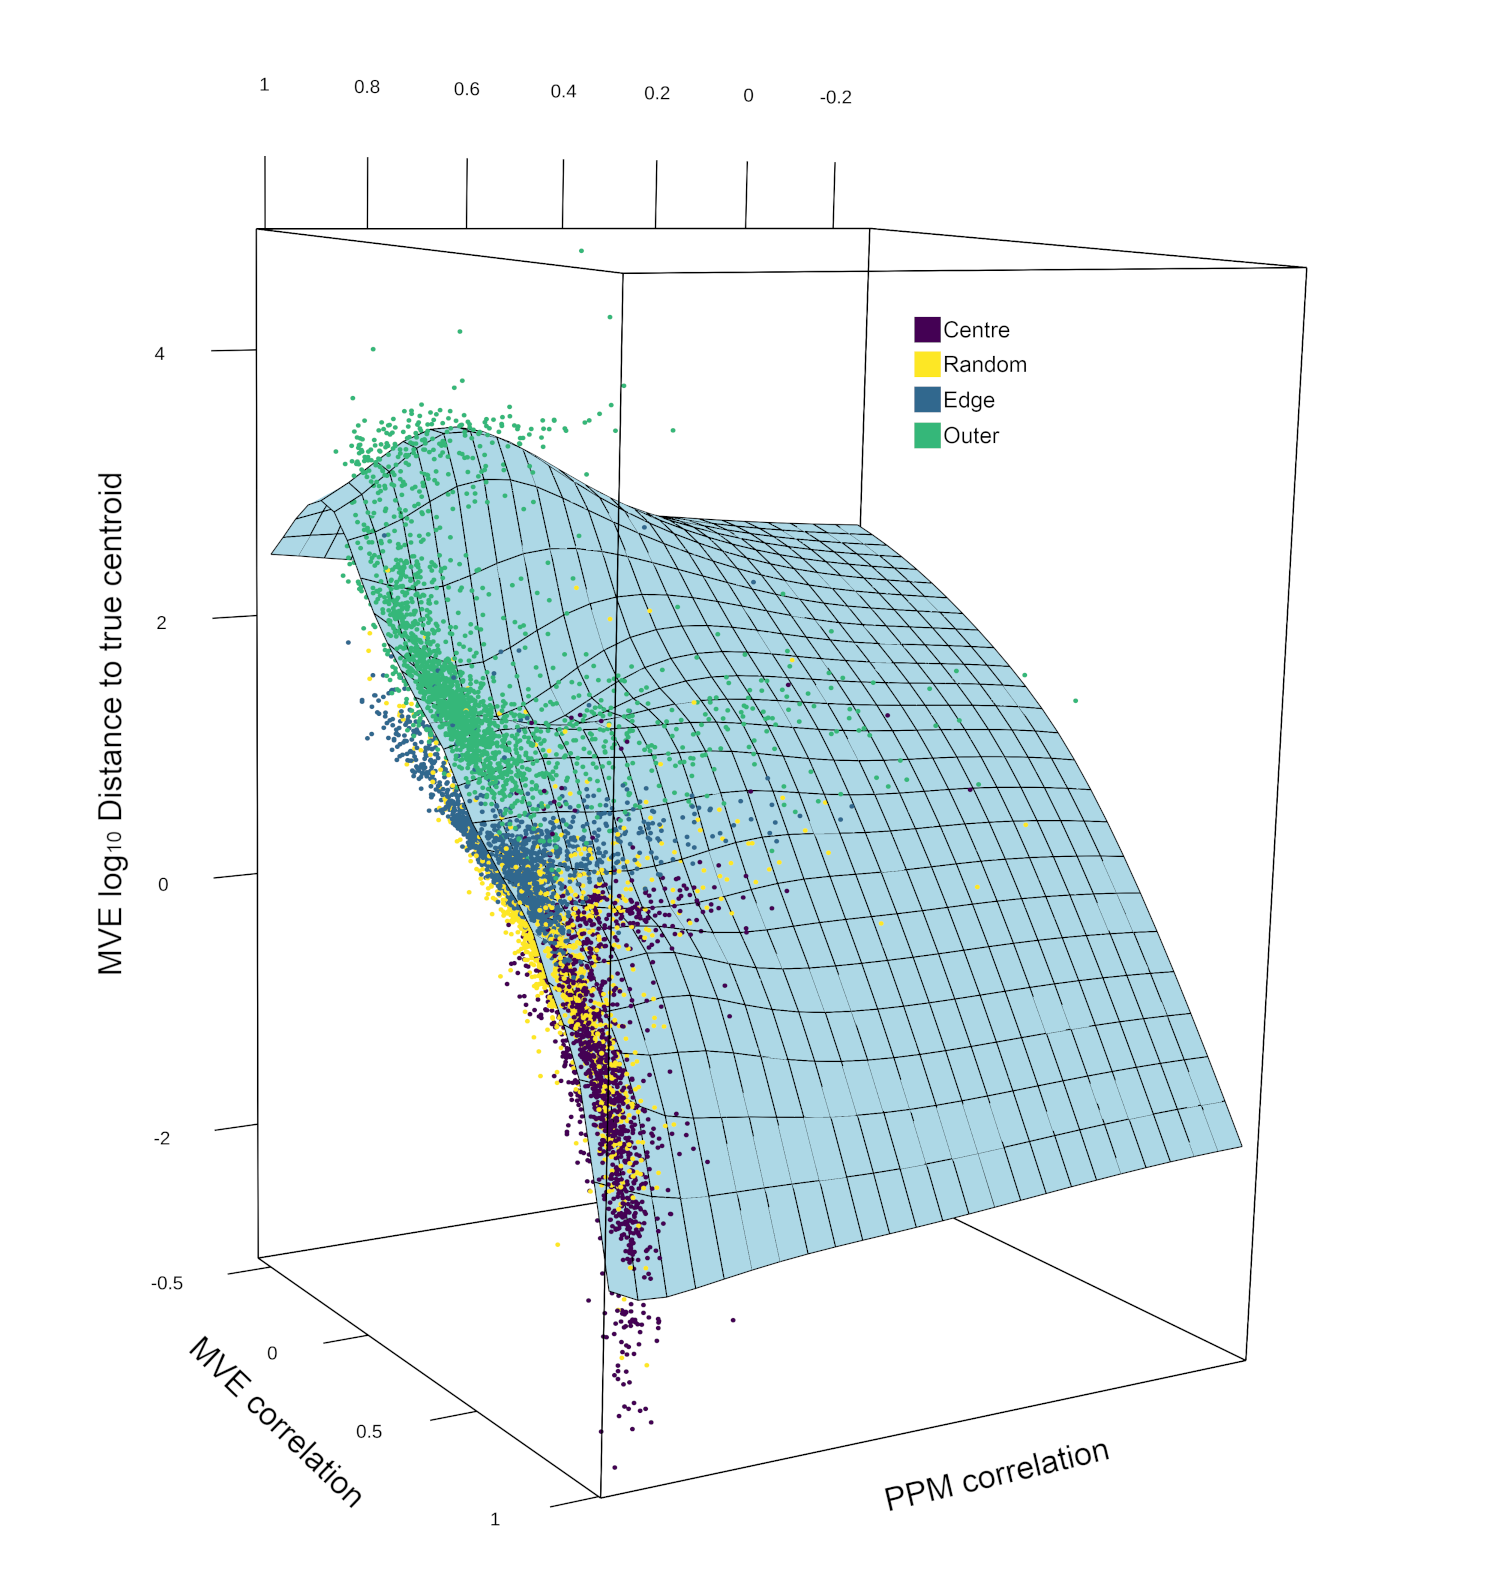 1 0.8 0.6 0.4 0.2 0 -0.2
Centre
Random
Edge
Outer
4
2
0
-2
MVE log10 Distance to true centroid
-0.5
0
0.5
1
MVE correlation
PPM correlation